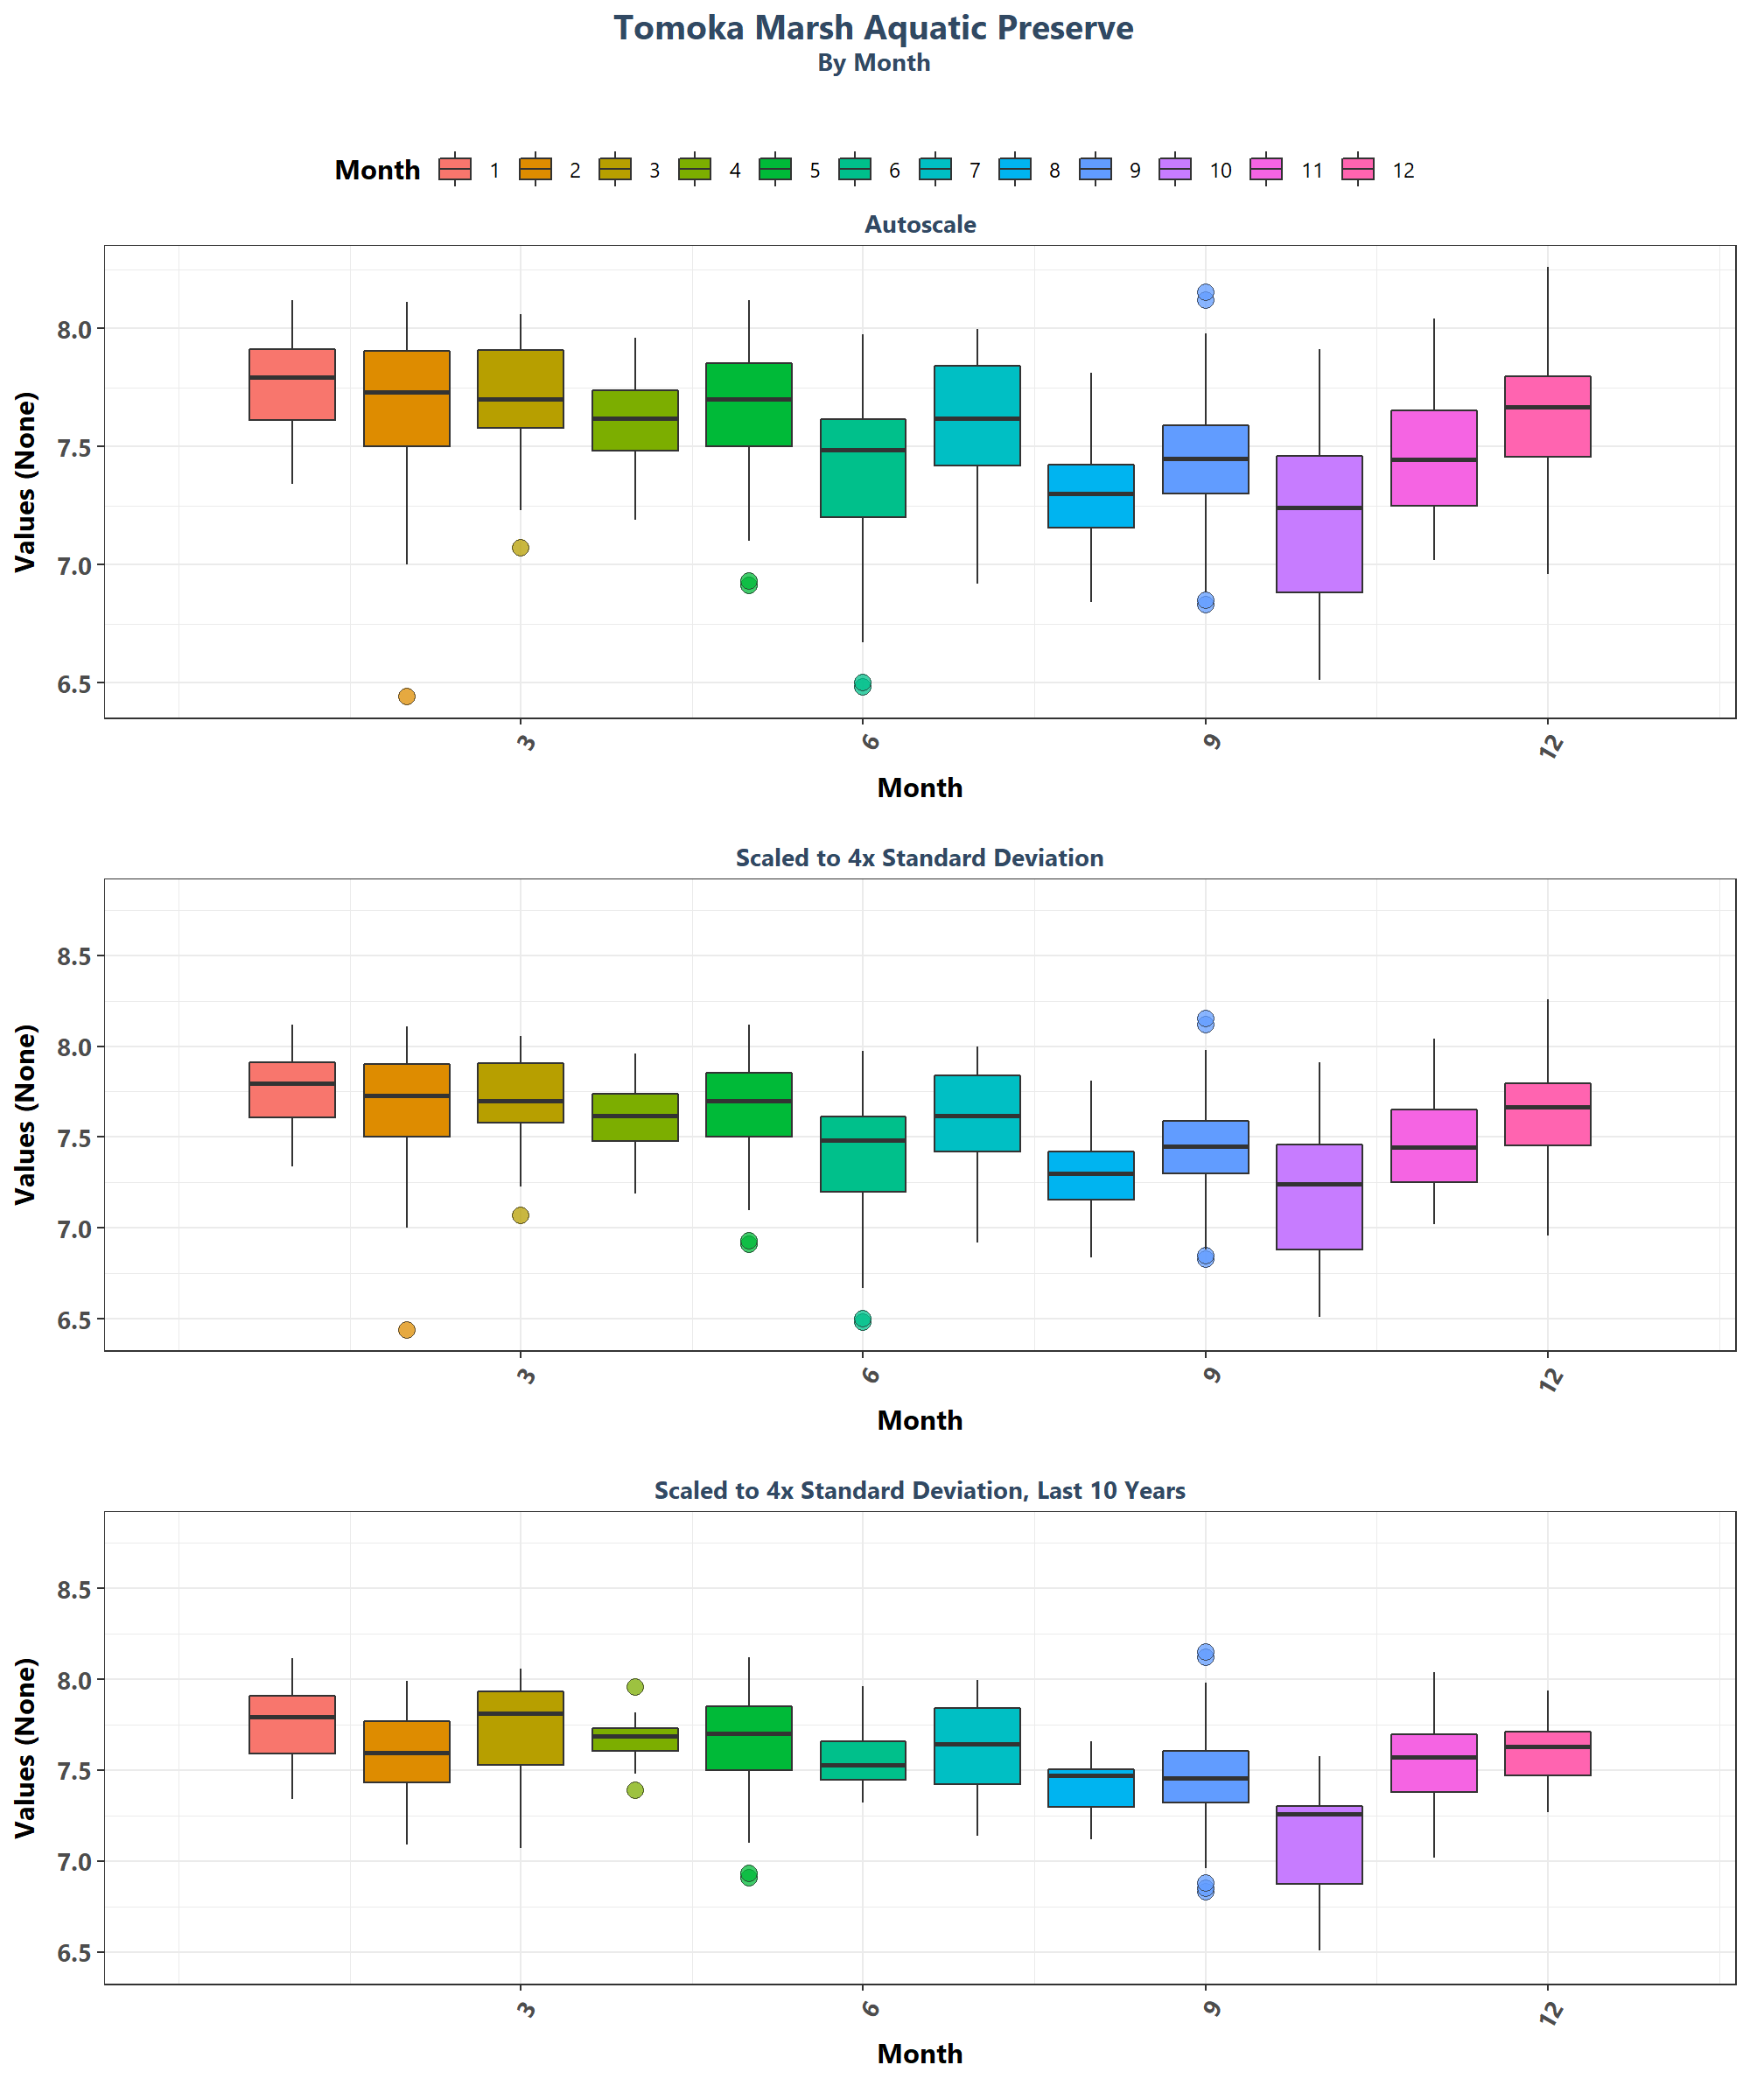 Tomoka Marsh Aquatic Preserve
By Month
Month 1 2 3 4 5 6 7 8 9 10 11 12
Autoscale
Values (None)
8.0
7.5
7.0
6.5
3 6 9 12
Month
Scaled to 4x Standard Deviation
Values (None)
8.5
8.0
7.5
7.0
6.5
3 6 9 12
Month
Scaled to 4x Standard Deviation, Last 10 Years
Values (None)
8.5
8.0
7.5
7.0
6.5
3 6 9 12
Month